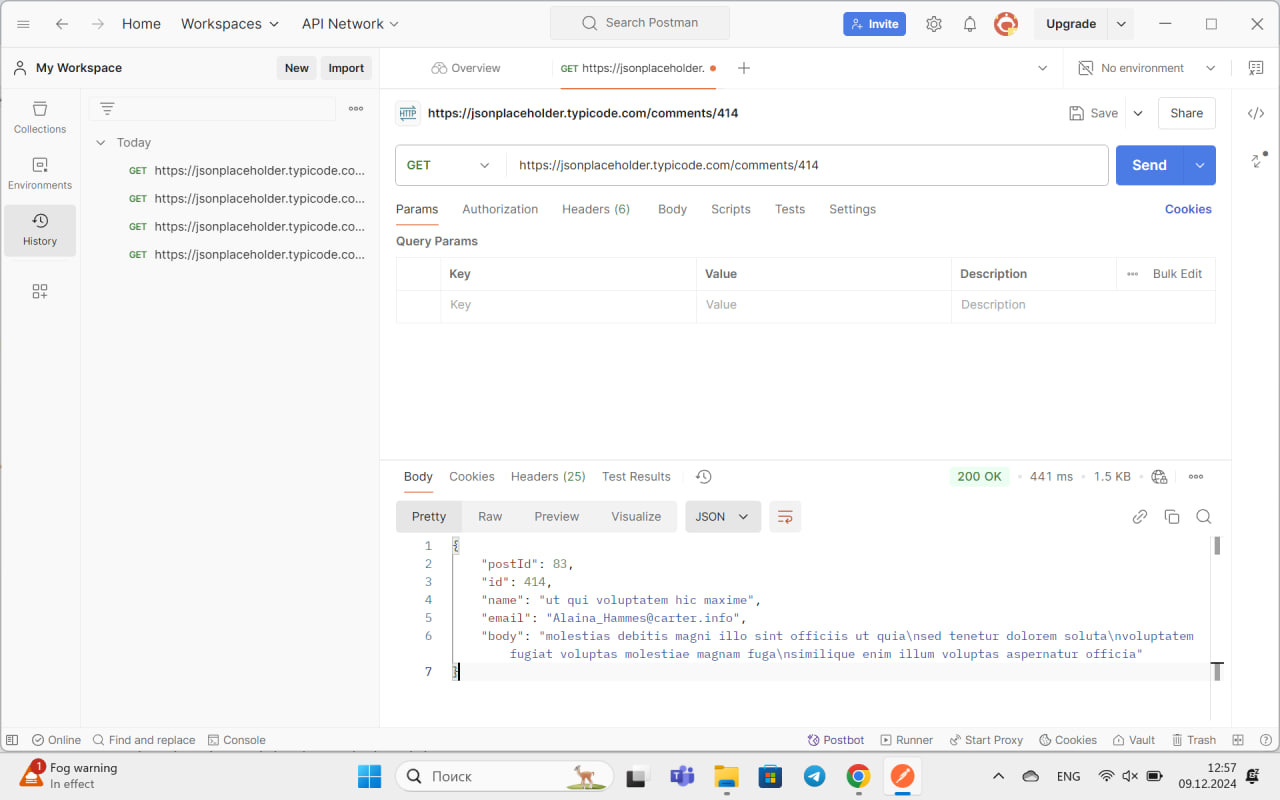 Home Workspaces API Network Search Postman Invite Upgrade
My Workspace New Import Overview GET https://jsonplaceholder. No environment
Collections
Environments
History
Today
GET https://jsonplaceholder.typicode.co...
GET https://jsonplaceholder.typicode.co...
GET https://jsonplaceholder.typicode.co...
GET https://jsonplaceholder.typicode.co...
HTTP https://jsonplaceholder.typicode.com/comments/414 Save Share
GET https://jsonplaceholder.typicode.com/comments/414 Send
Params Authorization Headers (6) Body Scripts Tests Settings Cookies
Query Params
Key Value Description Bulk Edit
Key Value Description
Body Cookies Headers (25) Test Results 200 OK 441 ms 1.5 KB
Pretty Raw Preview Visualize JSON
1 {
2 "postId": 83,
3 "id": 414,
4 "name": "ut qui voluptatem hic maxime",
5 "email": "Alaina_Hammes@carter.info",
6 "body": "molestias debitis magni illo sint officiis ut quia\nsed tenetur dolorem soluta\nvoluptatem
fugiat voluptas molestiae magnam fuga\nsimilique enim illum voluptas aspernatur officia"
7 }
Online Find and replace Console Postbot Runner Start Proxy Cookies Vault Trash
1 Fog warning
In effect
Поиск
ENG
12:57
09.12.2024